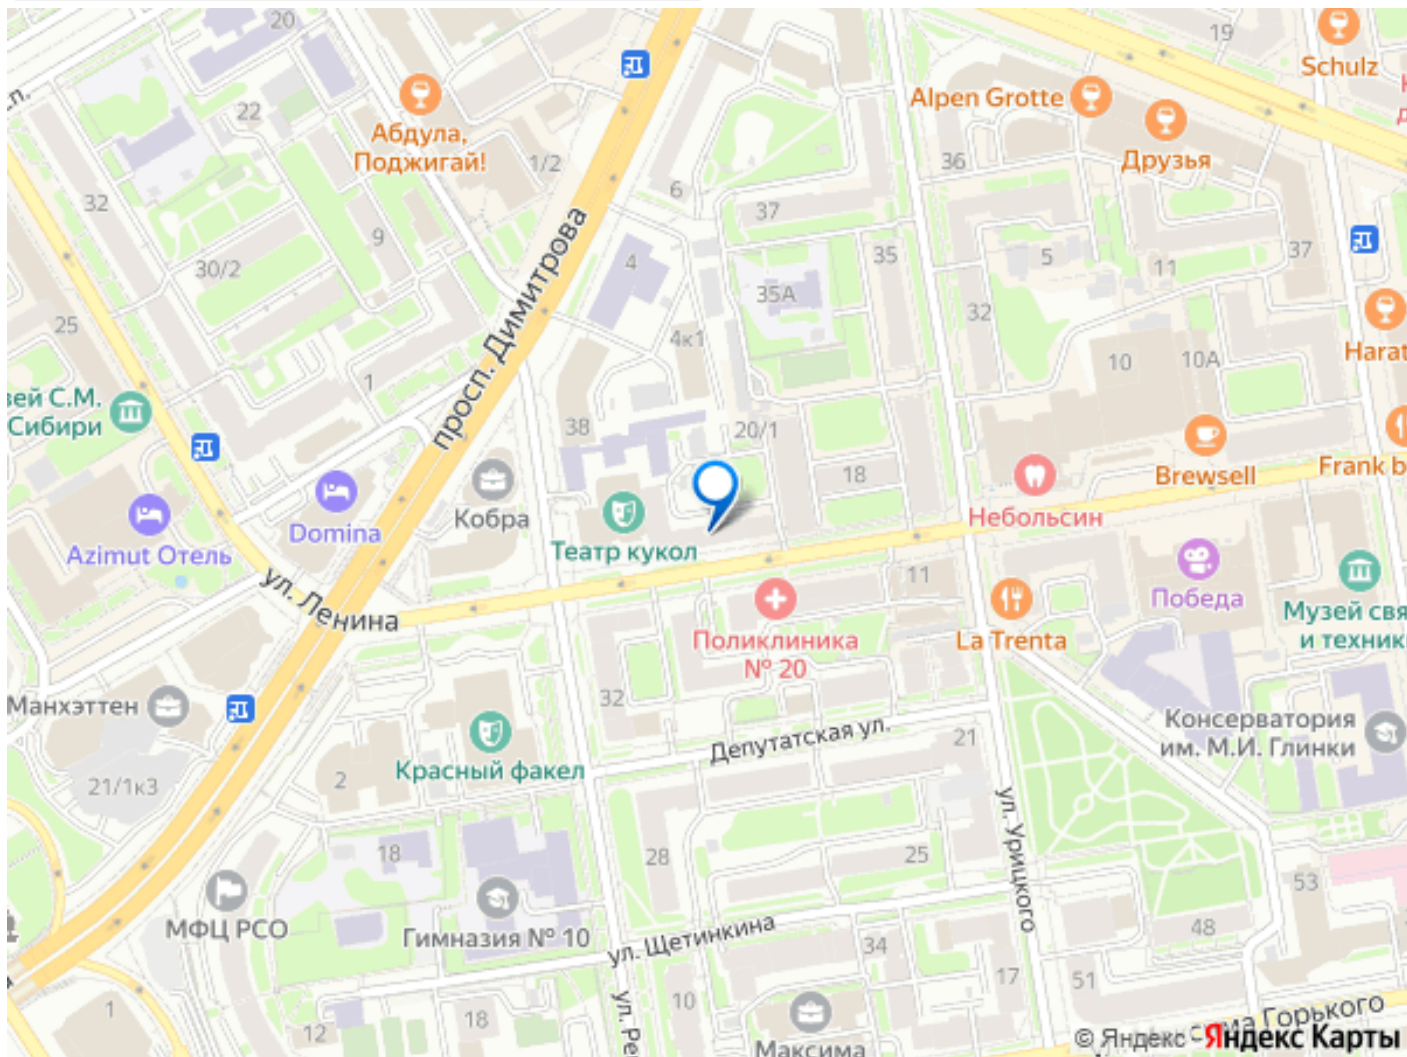 20
19
Schulz
22
Абдула,
Поджигай!
1/2
Alpen Grotte
Друзья
36
32
6
37
9
30/2
4
35
5
11
37
25
35А
32
4к1
10
10А
Harat
1
просп. Димитрова
зей С.М.
Сибири
38
20/1
18
Brewsell
Frank b
Кобра
Domina
Azimut Отель
Театр кукол
Небольсин
ул. Ленина
11
Поликлиника
№ 20
La Trenta
Победа
Музей свя
и техник
32
Манхэттен
Красный факел
2
21/1к3
Депутатская ул.
21
Консерватория
им. М.И. Глинки
ул. Урицкого
18
28
25
53
МФЦ РСО
Гимназия № 10
ул. Щетинкина
34
48
17
51
1
12
18
10
ул. Ре
Максима
Горького
© Яндекс
Яндекс Карты